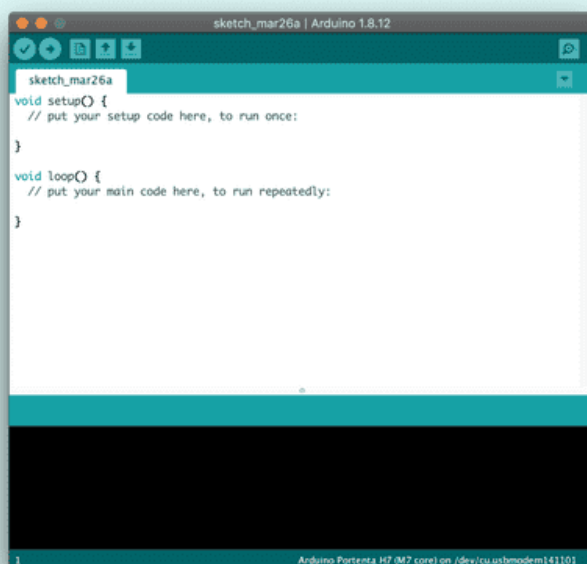 sketch_mar26a | Arduino 1.8.12
sketch_mar26a
void setup() {
// put your setup code here, to run once:
}
void loop() {
// put your main code here, to run repeatedly:
}
1 Arduino Portenta H7 (M7 core) on /dev/cu.usbmodem141101